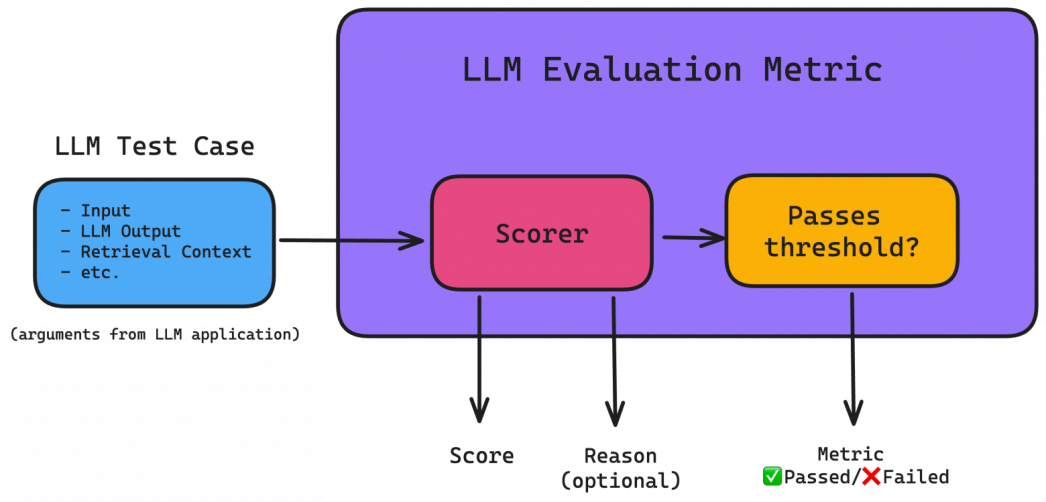 LLM Evaluation Metric
LLM Test Case
- Input
- LLM Output
- Retrieval Context
- etc.
(arguments from LLM application)
Scorer
Passes
threshold?
Score
Reason
(optional)
Metric
✅Passed/❌Failed